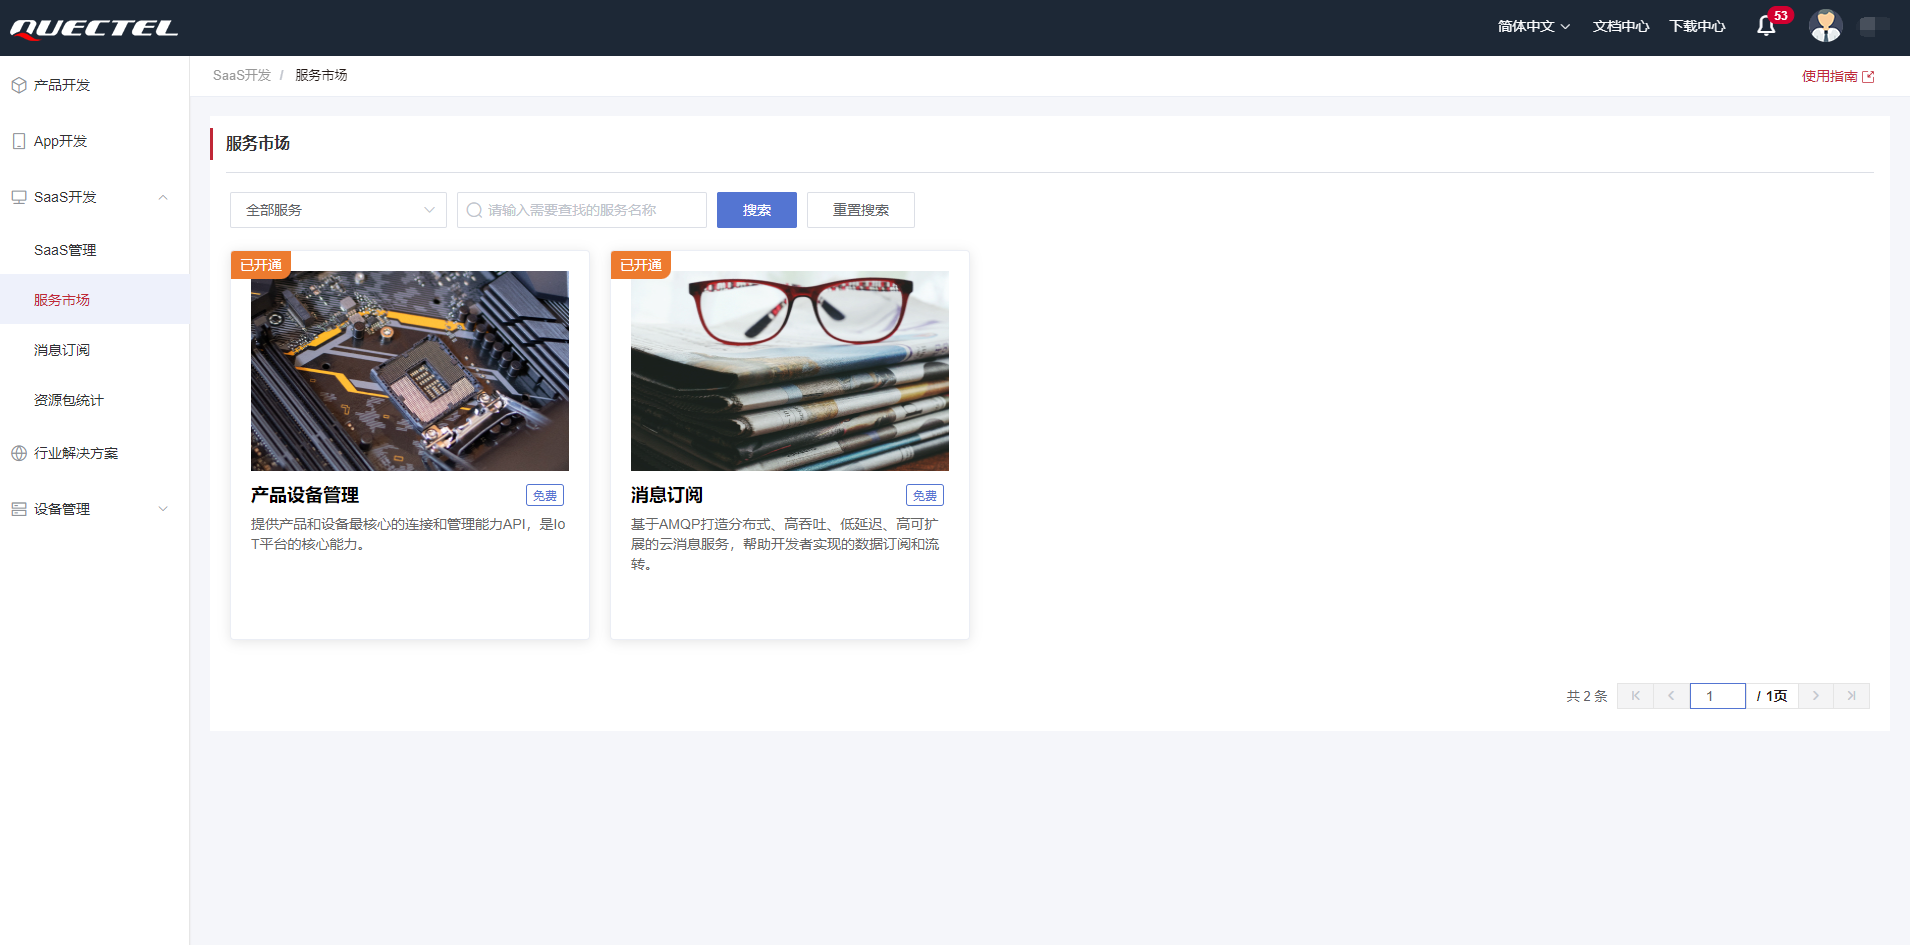 QUECTEL
简体中文
文档中心
下载中心
53
产品开发
App开发
SaaS开发
SaaS管理
服务市场
消息订阅
资源包统计
行业解决方案
设备管理
SaaS开发 / 服务市场
使用指南
服务市场
全部服务
请输入需要查找的服务名称
搜索
重置搜索
已开通
产品设备管理
免费
提供产品和设备最核心的连接和管理能力API，是Io
T平台的核心能力。
已开通
消息订阅
免费
基于AMQP打造分布式、高吞吐、低延迟、高可扩
展的云消息服务，帮助开发者实现的数据订阅和流
转。
共 2 条
1
/ 1页